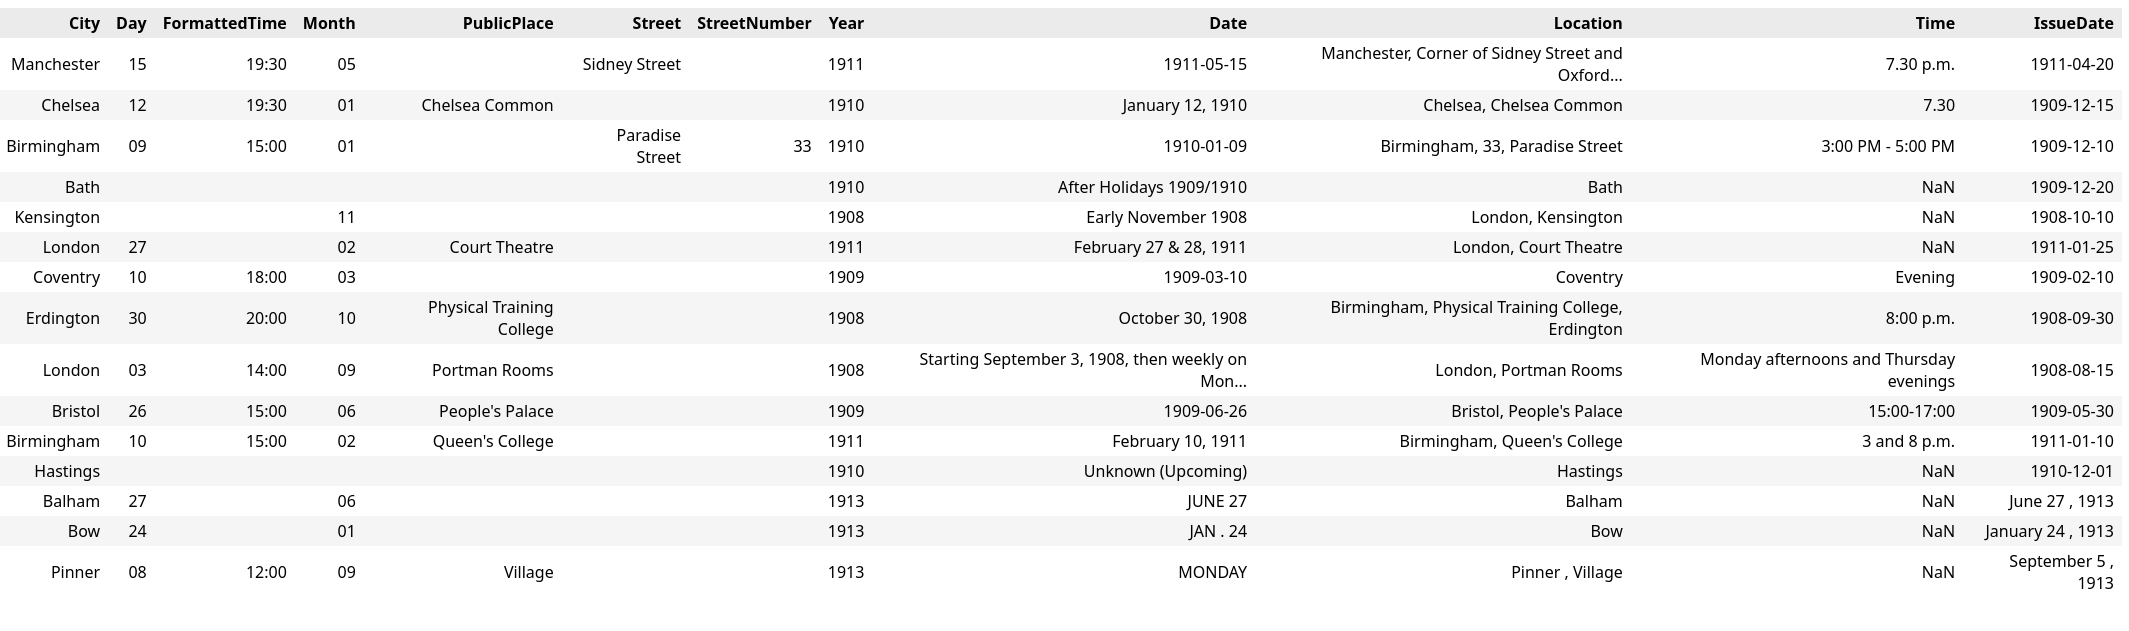 City Day FormattedTime Month PublicPlace Street StreetNumber Year Date Location Time IssueDate
Manchester 15 19:30 05 Sidney Street 1911 1911-05-15 Manchester, Corner of Sidney Street and Oxford... 7.30 p.m. 1911-04-20
Chelsea 12 19:30 01 Chelsea Common 1910 January 12, 1910 Chelsea, Chelsea Common 7.30 1909-12-15
Birmingham 09 15:00 01 Paradise Street 33 1910 1910-01-09 Birmingham, 33, Paradise Street 3:00 PM - 5:00 PM 1909-12-10
Bath 1910 After Holidays 1909/1910 Bath NaN 1909-12-20
Kensington 11 1908 Early November 1908 London, Kensington NaN 1908-10-10
London 27 02 Court Theatre 1911 February 27 & 28, 1911 London, Court Theatre NaN 1911-01-25
Coventry 10 18:00 03 1909 1909-03-10 Coventry Evening 1909-02-10
Erdington 30 20:00 10 Physical Training College 1908 October 30, 1908 Birmingham, Physical Training College, Erdington 8:00 p.m. 1908-09-30
London 03 14:00 09 Portman Rooms 1908 Starting September 3, 1908, then weekly on Mon... London, Portman Rooms Monday afternoons and Thursday evenings 1908-08-15
Bristol 26 15:00 06 People's Palace 1909 1909-06-26 Bristol, People's Palace 15:00-17:00 1909-05-30
Birmingham 10 15:00 02 Queen's College 1911 February 10, 1911 Birmingham, Queen's College 3 and 8 p.m. 1911-01-10
Hastings 1910 Unknown (Upcoming) Hastings NaN 1910-12-01
Balham 27 06 1913 JUNE 27 Balham NaN June 27 , 1913
Bow 24 01 1913 JAN . 24 Bow NaN January 24 , 1913
Pinner 08 12:00 09 Village 1913 MONDAY Pinner , Village NaN September 5 , 1913